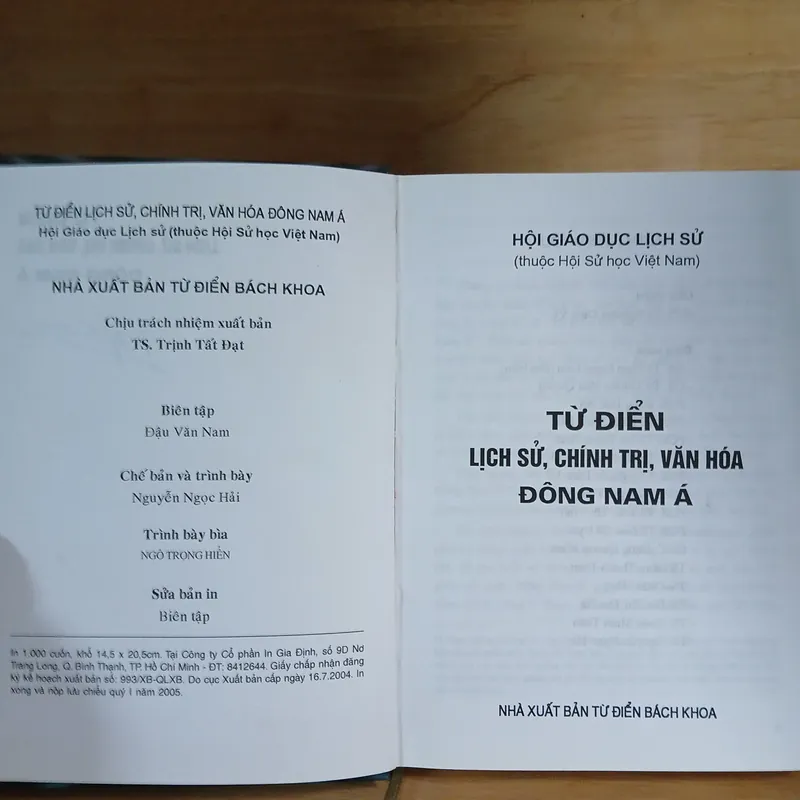 TỪ ĐIỂN LỊCH SỬ, CHÍNH TRỊ, VĂN HÓA ĐÔNG NAM Á
Hội Giáo dục Lịch sử (thuộc Hội Sử học Việt Nam)
NHÀ XUẤT BẢN TỪ ĐIỂN BÁCH KHOA
Chịu trách nhiệm xuất bản
TS. Trịnh Tất Đạt
Biên tập
Đậu Văn Nam
Chế bản và trình bày
Nguyễn Ngọc Hải
Trình bày bìa
NGÔ TRỌNG HIỂN
Sửa bản in
Biên tập
In 1.000 cuốn, khổ 14,5 x 20,5cm. Tại Công ty Cổ phần In Gia Định, số 9D Nơ
Trang Long, Q. Bình Thạnh, TP. Hồ Chí Minh - ĐT: 8412644. Giấy chấp nhận đăng
ký kế hoạch xuất bản số: 993/XB-QLXB. Do cục Xuất bản cấp ngày 16.7.2004. In
xong và nộp lưu chiểu quý I năm 2005.
HỘI GIÁO DỤC LỊCH SỬ
(thuộc Hội Sử học Việt Nam)
TỪ ĐIỂN
LỊCH SỬ, CHÍNH TRỊ, VĂN HÓA
ĐÔNG NAM Á
NHÀ XUẤT BẢN TỪ ĐIỂN BÁCH KHOA